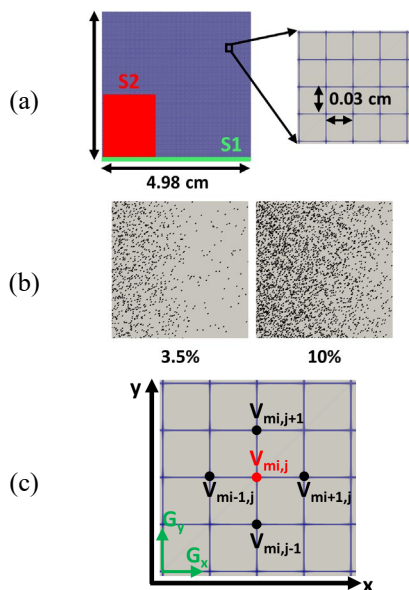 (a)
S2
S1
0.03 cm
4.98 cm
(b)
3.5%
10%
(c)
y
V mi,j+1
V mi,j
V mi-1,j
V mi+1,j
V mi,j-1
G y
G x
x